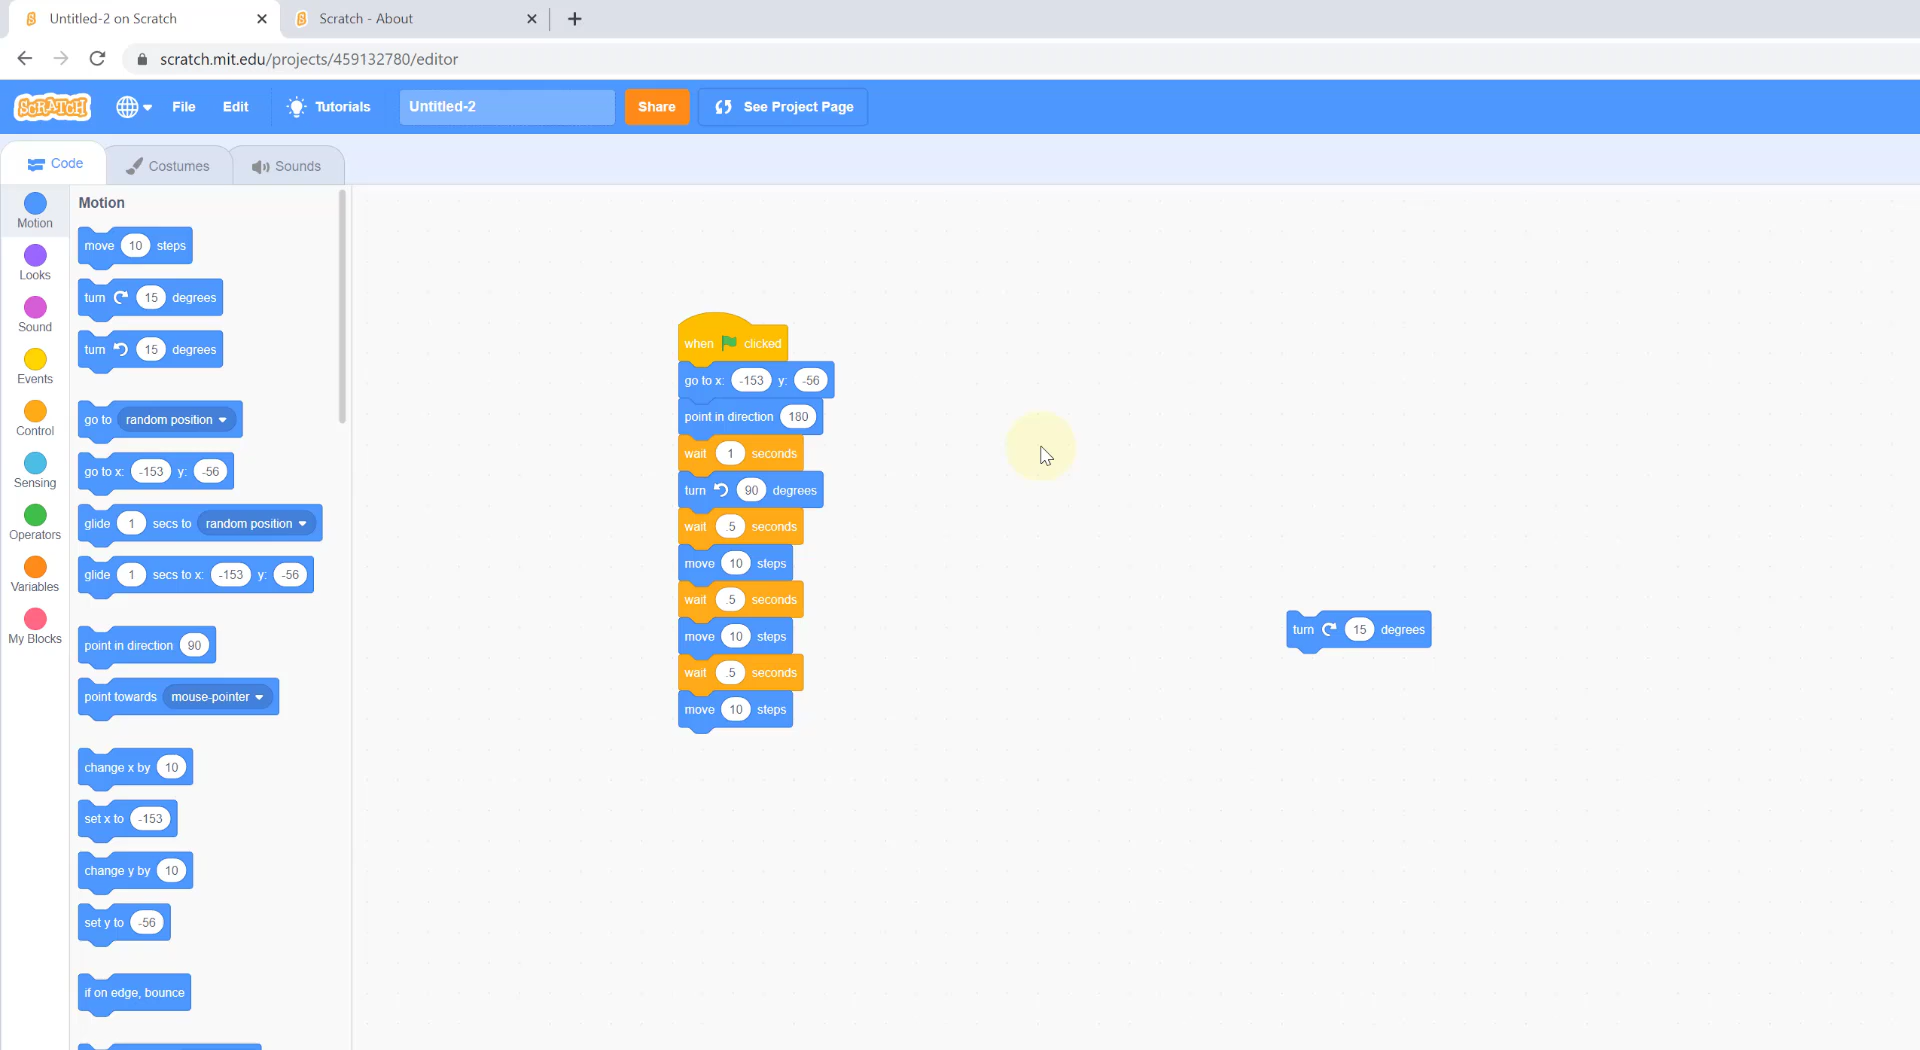 Untitled-2 on Scratch
Scratch - About
scratch.mit.edu/projects/459132780/editor
SCRATCH
File
Edit
Tutorials
Untitled-2
Share
See Project Page
Code
Costumes
Sounds
Motion
Looks
Sound
Events
Control
Sensing
Operators
Variables
My Blocks
Motion
move 10 steps
turn 15 degrees
turn 15 degrees
go to random position
go to x: -153 y: -56
glide 1 secs to random position
glide 1 secs to x: -153 y: -56
point in direction 90
point towards mouse-pointer
change x by 10
set x to -153
change y by 10
set y to -56
if on edge, bounce
when clicked
go to x: -153 y: -56
point in direction 180
wait 1 seconds
turn 90 degrees
wait .5 seconds
move 10 steps
wait .5 seconds
move 10 steps
wait .5 seconds
move 10 steps
turn 15 degrees